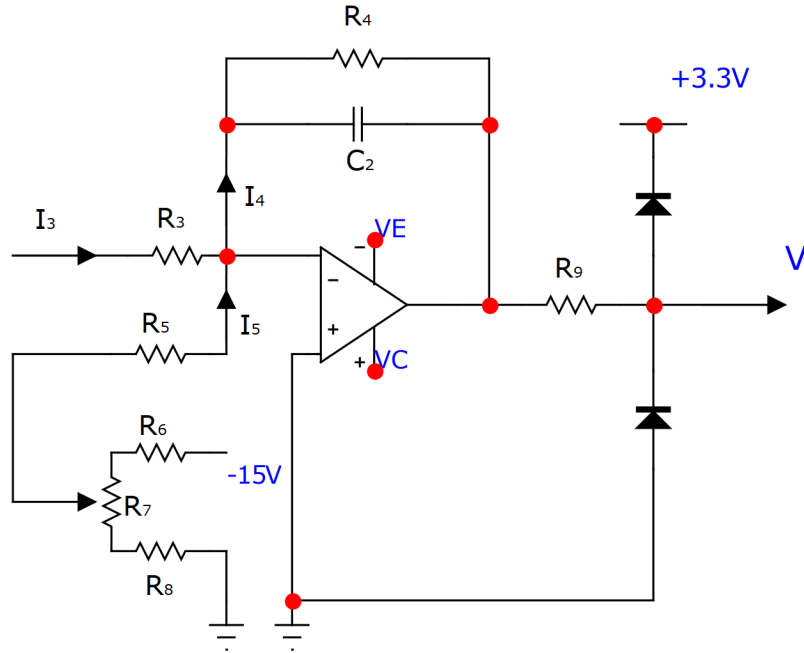 R₄
+3.3V
C₂
I₄
I₃
R₃
VE
−
−
V
R₉
R₅
I₅
+
+
VC
R₆
-15V
R₇
R₈